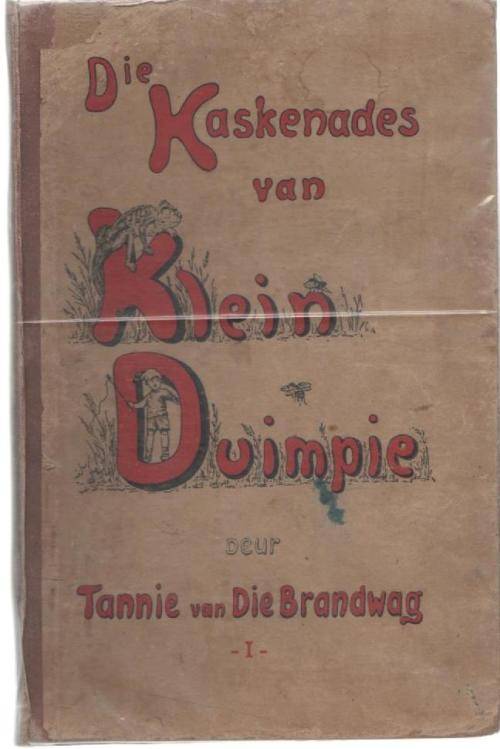 Die
Kaskenades
van
Klein
Duimpie
DEUR
Tannie van Die Brandwag
- I -